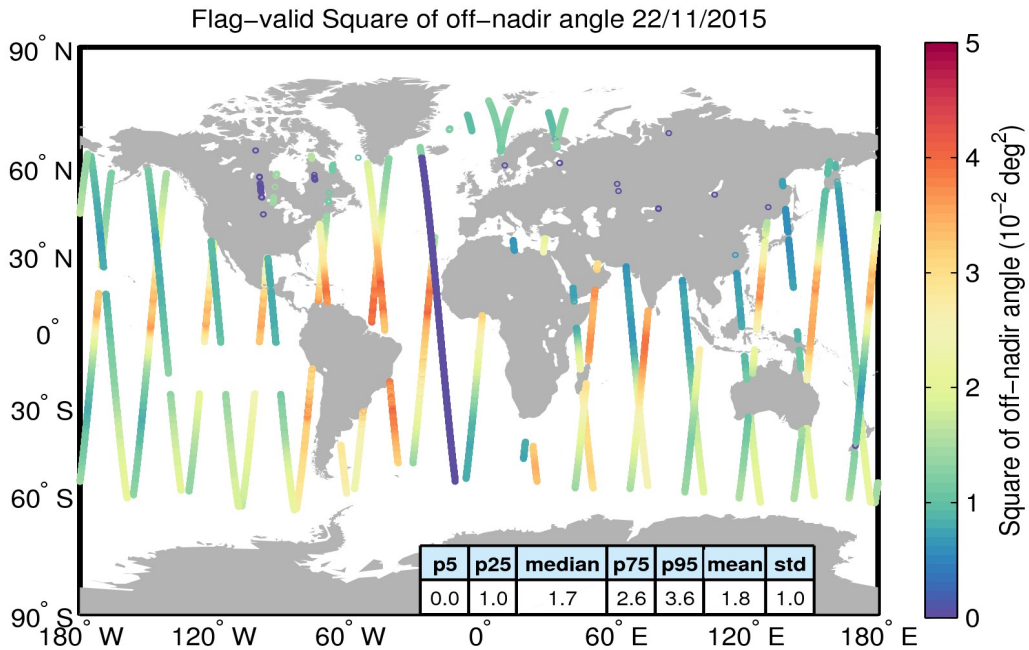 Flag−valid Square of off−nadir angle 22/11/2015
90° N
60° N
30° N
0°
30° S
60° S
90° S
180° W
120° W
60° W
0°
60° E
120° E
180° E
p5 p25 median p75 p95 mean std
0.0 1.0 1.7 2.6 3.6 1.8 1.0
5
4
3
2
1
0
Square of off−nadir angle (10⁻² deg²)